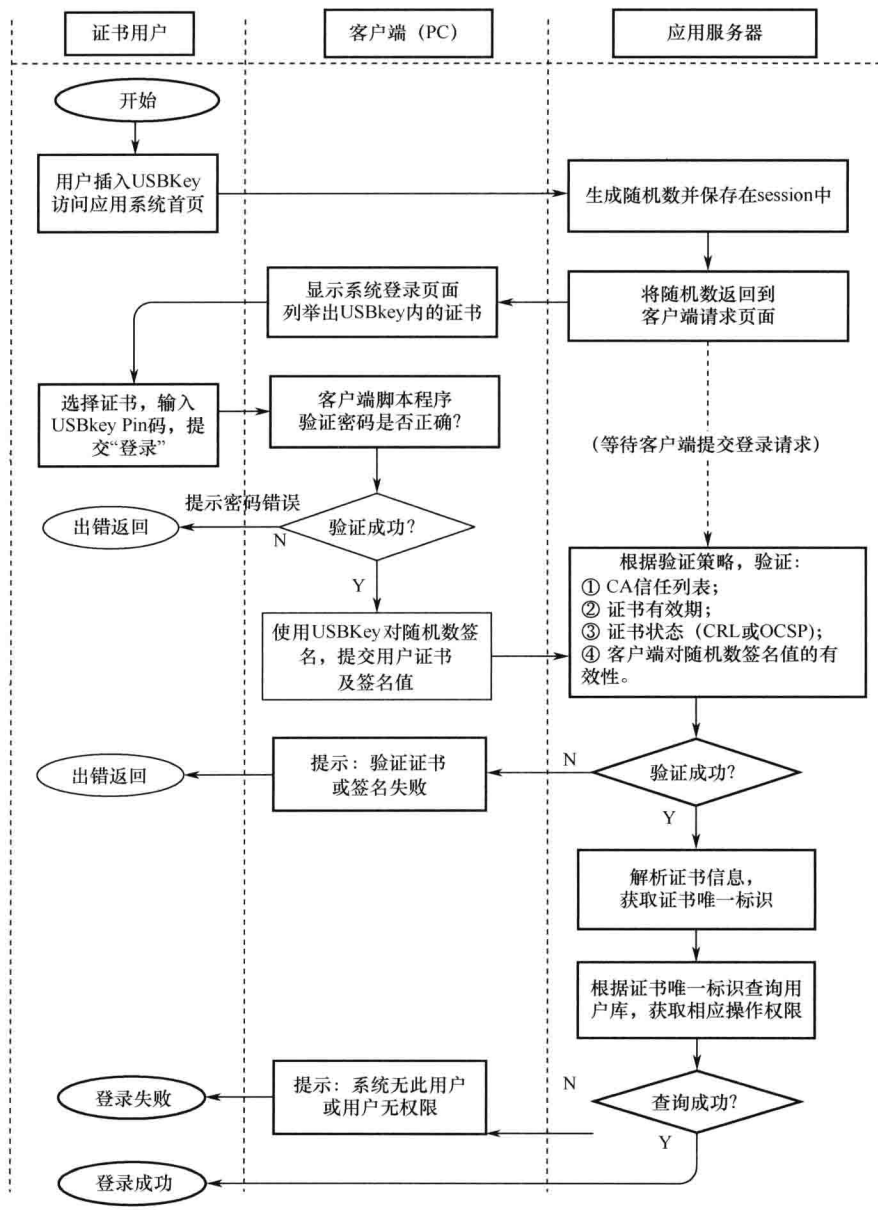 证书用户
客户端（PC）
应用服务器
开始
用户插入USBKey
访问应用系统首页
生成随机数并保存在session中
显示系统登录页面
列举出USBkey内的证书
将随机数返回到
客户端请求页面
选择证书，输入
USBkey Pin码，提
交“登录”
客户端脚本程序
验证密码是否正确？
（等待客户端提交登录请求）
提示密码错误
出错返回
N
验证成功？
Y
根据验证策略，验证：
① CA信任列表；
② 证书有效期；
③ 证书状态（CRL或OCSP）；
④ 客户端对随机数签名值的有
效性。
使用USBKey对随机数签
名，提交用户证书
及签名值
出错返回
提示：验证证书
或签名失败
N
验证成功？
Y
解析证书信息，
获取证书唯一标识
根据证书唯一标识查询用
户库，获取相应操作权限
登录失败
提示：系统无此用户
或用户无权限
N
查询成功？
Y
登录成功